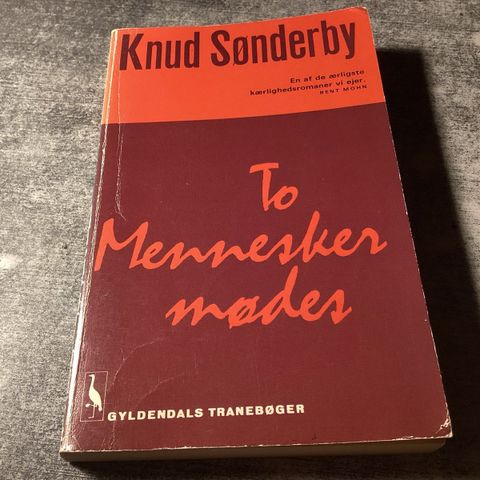 Knud Sønderby
En af de ærligste
kærlighedsromaner vi ejer.
BENT MOHN
To
Mennesker
mødes
GYLDENDALS TRANEBØGER